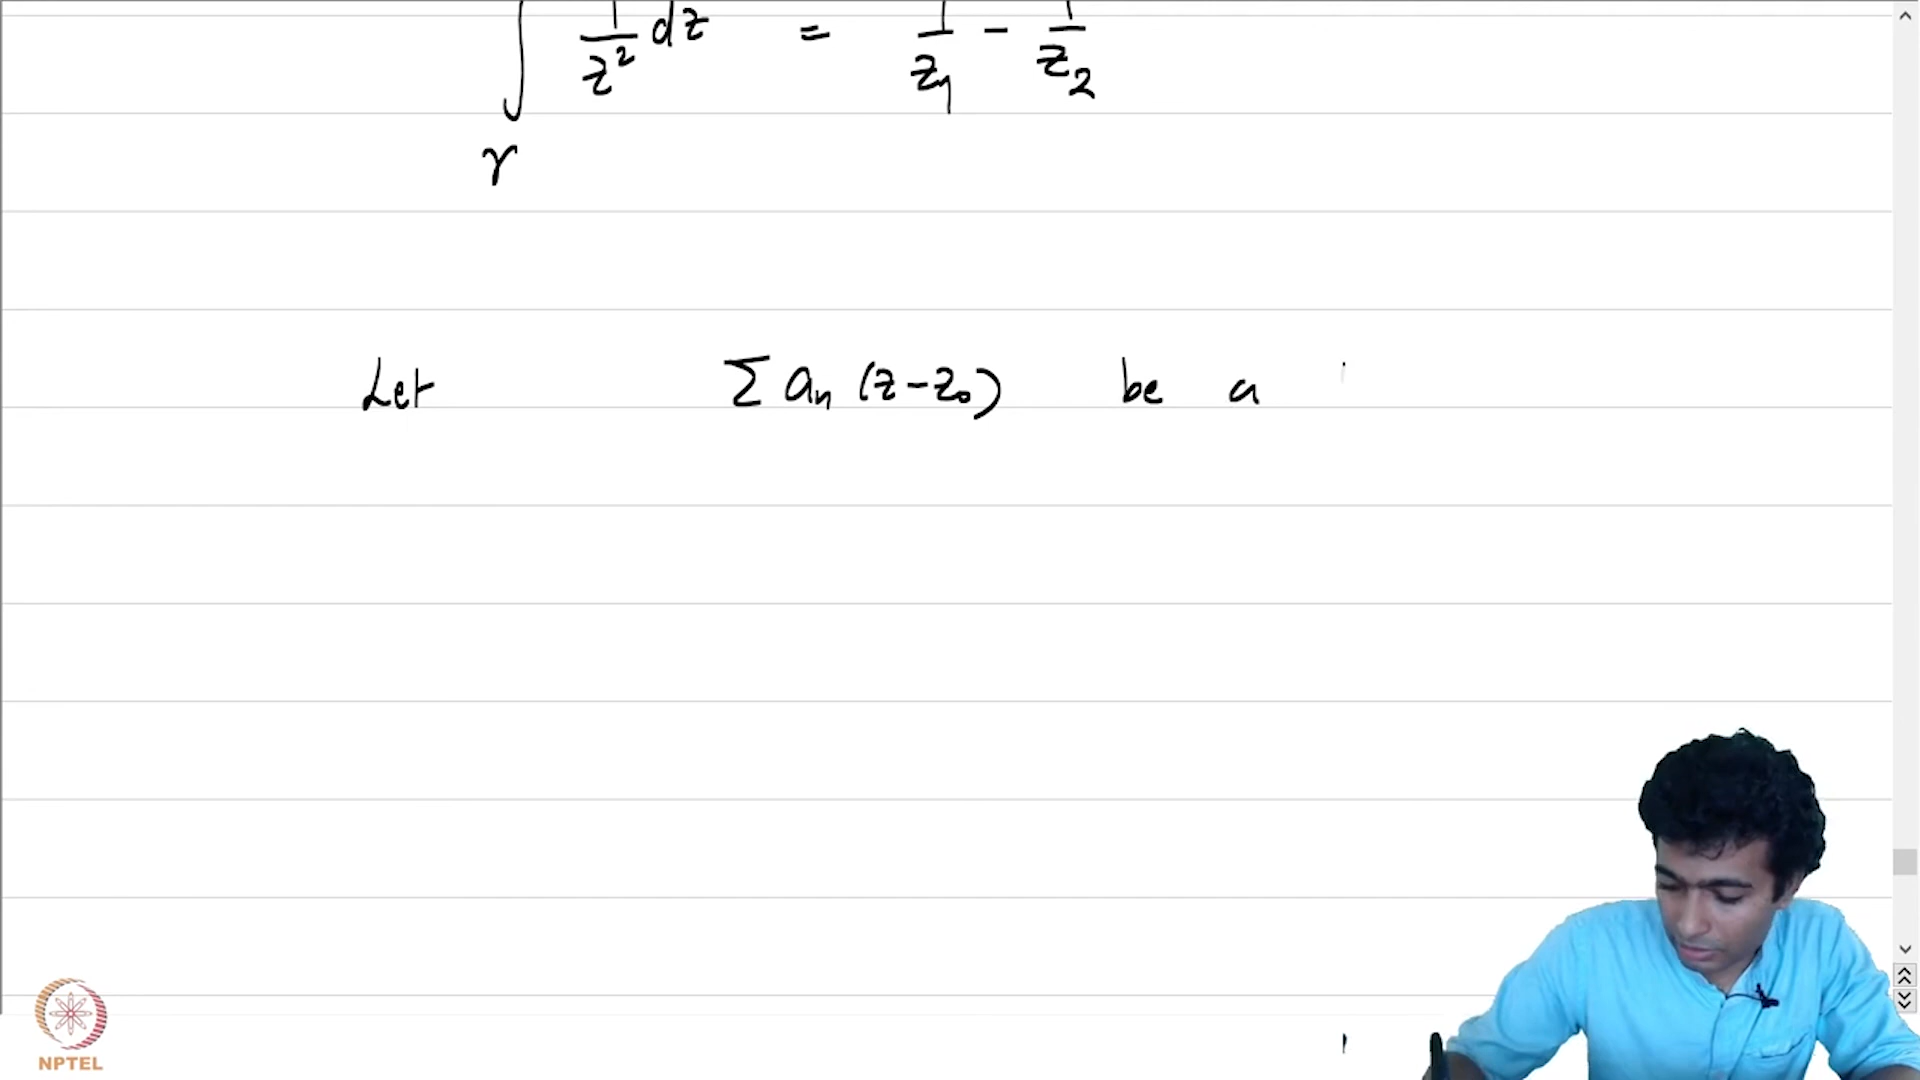 ∫ 1/z² dz = 1/z₁ - 1/z₂
γ
Let Σ aₙ (z-z₀) be a
NPTEL